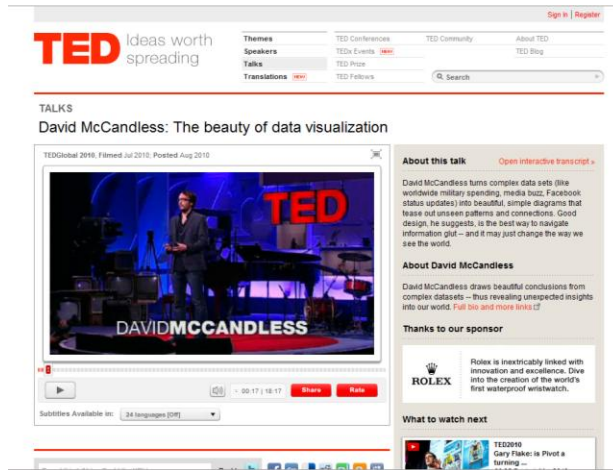 Sign in | Register
TED Ideas worth spreading
Themes
Speakers
Talks
Translations NEW!
TED Conferences
TEDx Events NEW!
TED Prize
TED Fellows
TED Community
About TED
TED Blog
Search
TALKS
David McCandless: The beauty of data visualization
TEDGlobal 2010, Filmed Jul 2010; Posted Aug 2010
TED
DAVIDMCCANDLESS
00:17 | 18:17
Share
Rate
Subtitles Available in:
24 languages [Off]
About this talk
Open interactive transcript »
David McCandless turns complex data sets (like
worldwide military spending, media buzz, Facebook
status updates) into beautiful, simple diagrams that
tease out unseen patterns and connections. Good
design, he suggests, is the best way to navigate
information glut -- and it may just change the way we
see the world.
About David McCandless
David McCandless draws beautiful conclusions from
complex datasets -- thus revealing unexpected insights
into our world. Full bio and more links
Thanks to our sponsor
ROLEX
Rolex is inextricably linked with
innovation and excellence. Dive
into the creation of the world's
first waterproof wristwatch.
What to watch next
TED2010
Gary Flake: is Pivot a
turning ...